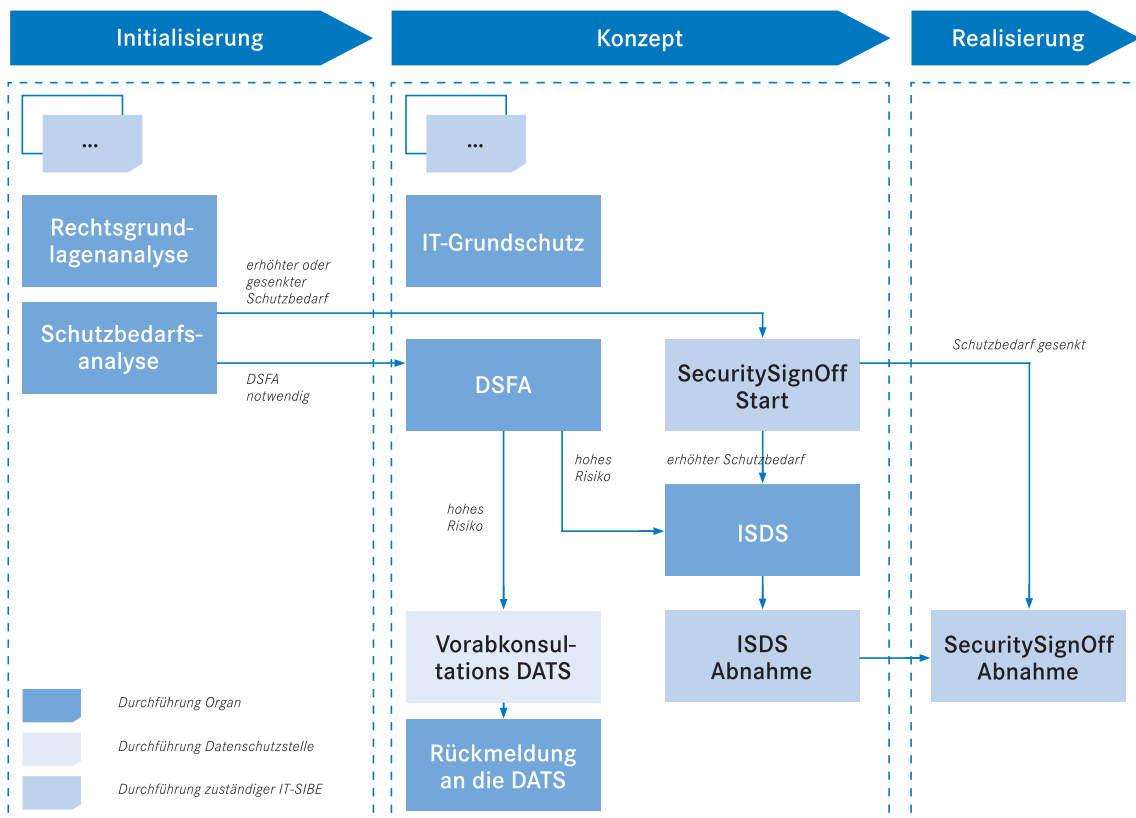 Initialisierung
Konzept
Realisierung
...
...
Rechtsgrund-
lagenanalyse
IT-Grundschutz
erhöhter oder
gesenkter
Schutzbedarf
Schutzbedarfs-
analyse
DSFA
notwendig
DSFA
SecuritySignOff
Start
Schutzbedarf gesenkt
hohes
Risiko
erhöhter Schutzbedarf
hohes
Risiko
ISDS
Vorabkonsul-
tations DATS
ISDS
Abnahme
SecuritySignOff
Abnahme
Rückmeldung
an die DATS
Durchführung Organ
Durchführung Datenschutzstelle
Durchführung zuständiger IT-SIBE